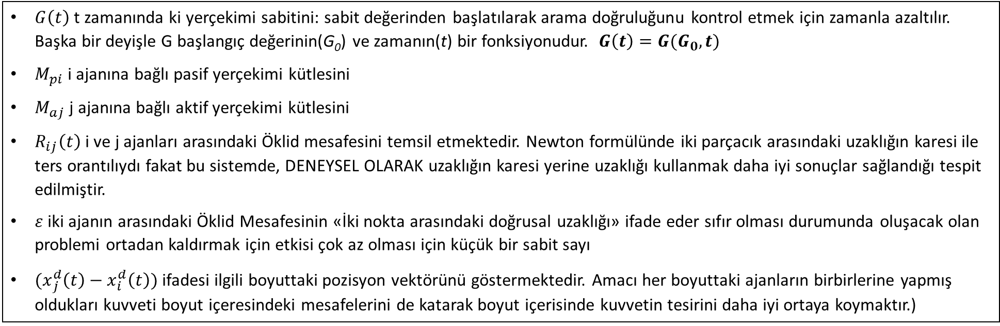 • G(t) t zamanında ki yerçekimi sabitini: sabit değerinden başlatılarak arama doğruluğunu kontrol etmek için zamanla azaltılır.
Başka bir deyişle G başlangıç değerinin(G₀) ve zamanın(t) bir fonksiyonudur. G(t) = G(G₀, t)
• M_{pi} i ajanına bağlı pasif yerçekimi kütlesini
• M_{aj} j ajanına bağlı aktif yerçekimi kütlesini
• R_{ij}(t) i ve j ajanları arasındaki Öklid mesafesini temsil etmektedir. Newton formülünde iki parçacık arasındaki uzaklığın karesi ile
ters orantılıydı fakat bu sistemde, DENEYSEL OLARAK uzaklığın karesi yerine uzaklığı kullanmak daha iyi sonuçlar sağlandığı tespit
edilmiştir.
• ε iki ajanın arasındaki Öklid Mesafesinin «İki nokta arasındaki doğrusal uzaklığı» ifade eder sıfır olması durumunda oluşacak olan
problemi ortadan kaldırmak için etkisi çok az olması için küçük bir sabit sayı
• (x_j^d(t) − x_i^d(t)) ifadesi ilgili boyuttaki pozisyon vektörünü göstermektedir. Amacı her boyuttaki ajanların birbirlerine yapmış
oldukları kuvveti boyut içeresindeki mesafelerini de katarak boyut içerisinde kuvvetin tesirini daha iyi ortaya koymaktır.)